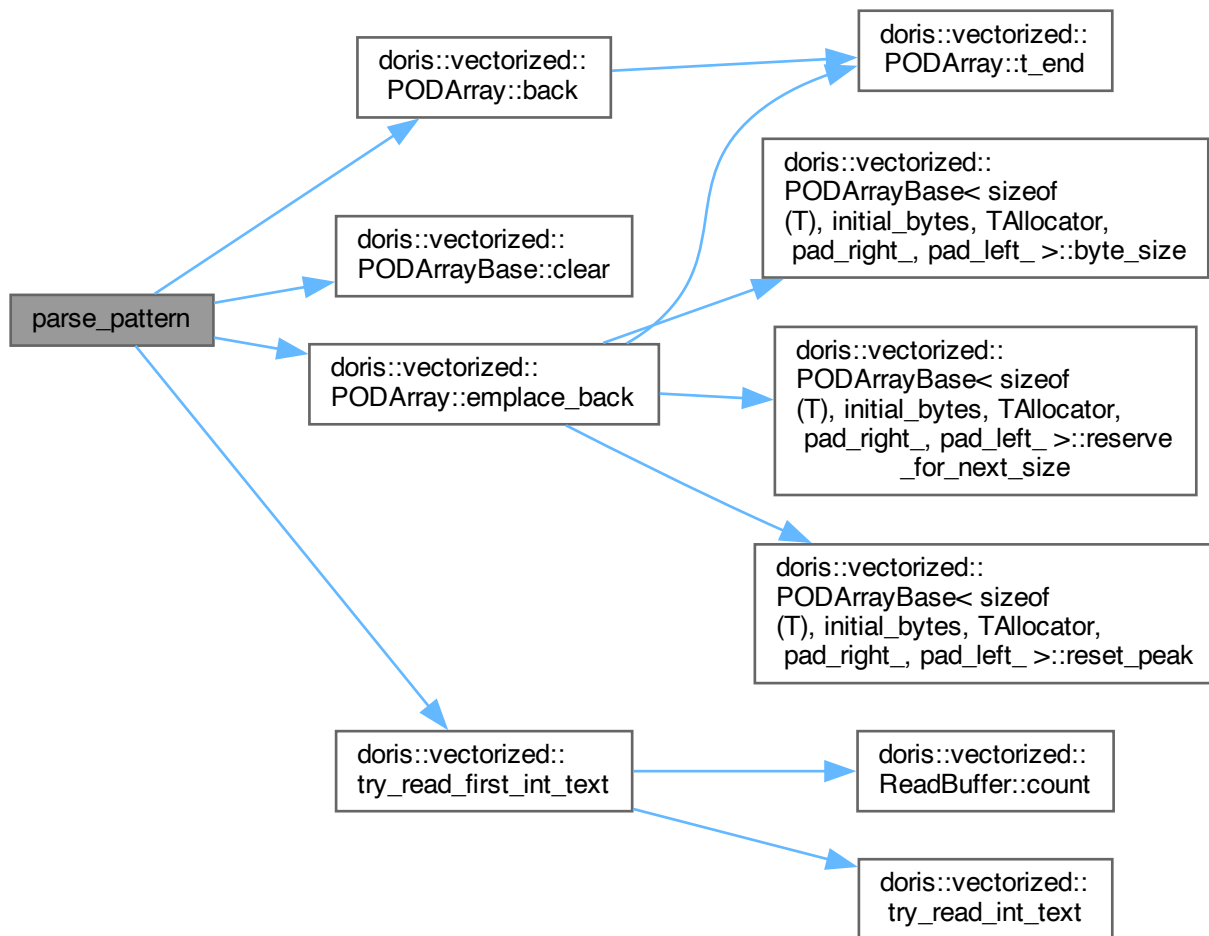 parse_pattern
doris::vectorized::
PODArray::back
doris::vectorized::
PODArrayBase::clear
doris::vectorized::
PODArray::emplace_back
doris::vectorized::
try_read_first_int_text
doris::vectorized::
PODArray::t_end
doris::vectorized::
PODArrayBase< sizeof
(T), initial_bytes, TAllocator,
pad_right_, pad_left_ >::byte_size
doris::vectorized::
PODArrayBase< sizeof
(T), initial_bytes, TAllocator,
pad_right_, pad_left_ >::reserve
_for_next_size
doris::vectorized::
PODArrayBase< sizeof
(T), initial_bytes, TAllocator,
pad_right_, pad_left_ >::reset_peak
doris::vectorized::
ReadBuffer::count
doris::vectorized::
try_read_int_text